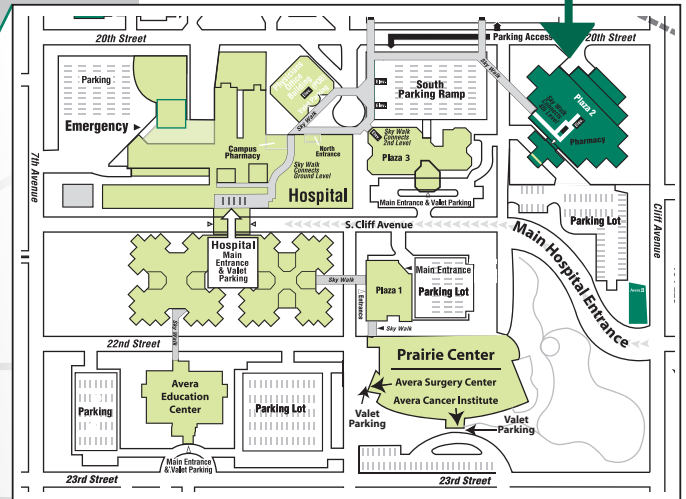 20th Street
Parking Access
20th Street
Parking
South
Parking Ramp
Sky Walk
Plaza 2
Sky Walk
Connects
Pharmacy
Emergency
Sky Walk
Campus
Pharmacy
North
Entrance
Sky Walk
Connects
Ground Level
Sky Walk
Connects
2nd Level
Plaza 3
7th Avenue
Hospital
Main Entrance & Valet Parking
Parking Lot
Cliff Avenue
S. Cliff Avenue
Main Hospital Entrance
Hospital
Main
Entrance
& Valet
Parking
Sky Walk
Main Entrance
Plaza 1
Parking Lot
Entrance
Sky Walk
Sky Walk
22nd Street
Prairie Center
Avera Surgery Center
Avera Cancer Institute
Avera
Education
Center
Parking
Parking Lot
Valet
Parking
Valet
Parking
Main Entrance
& Valet Parking
23rd Street
23rd Street